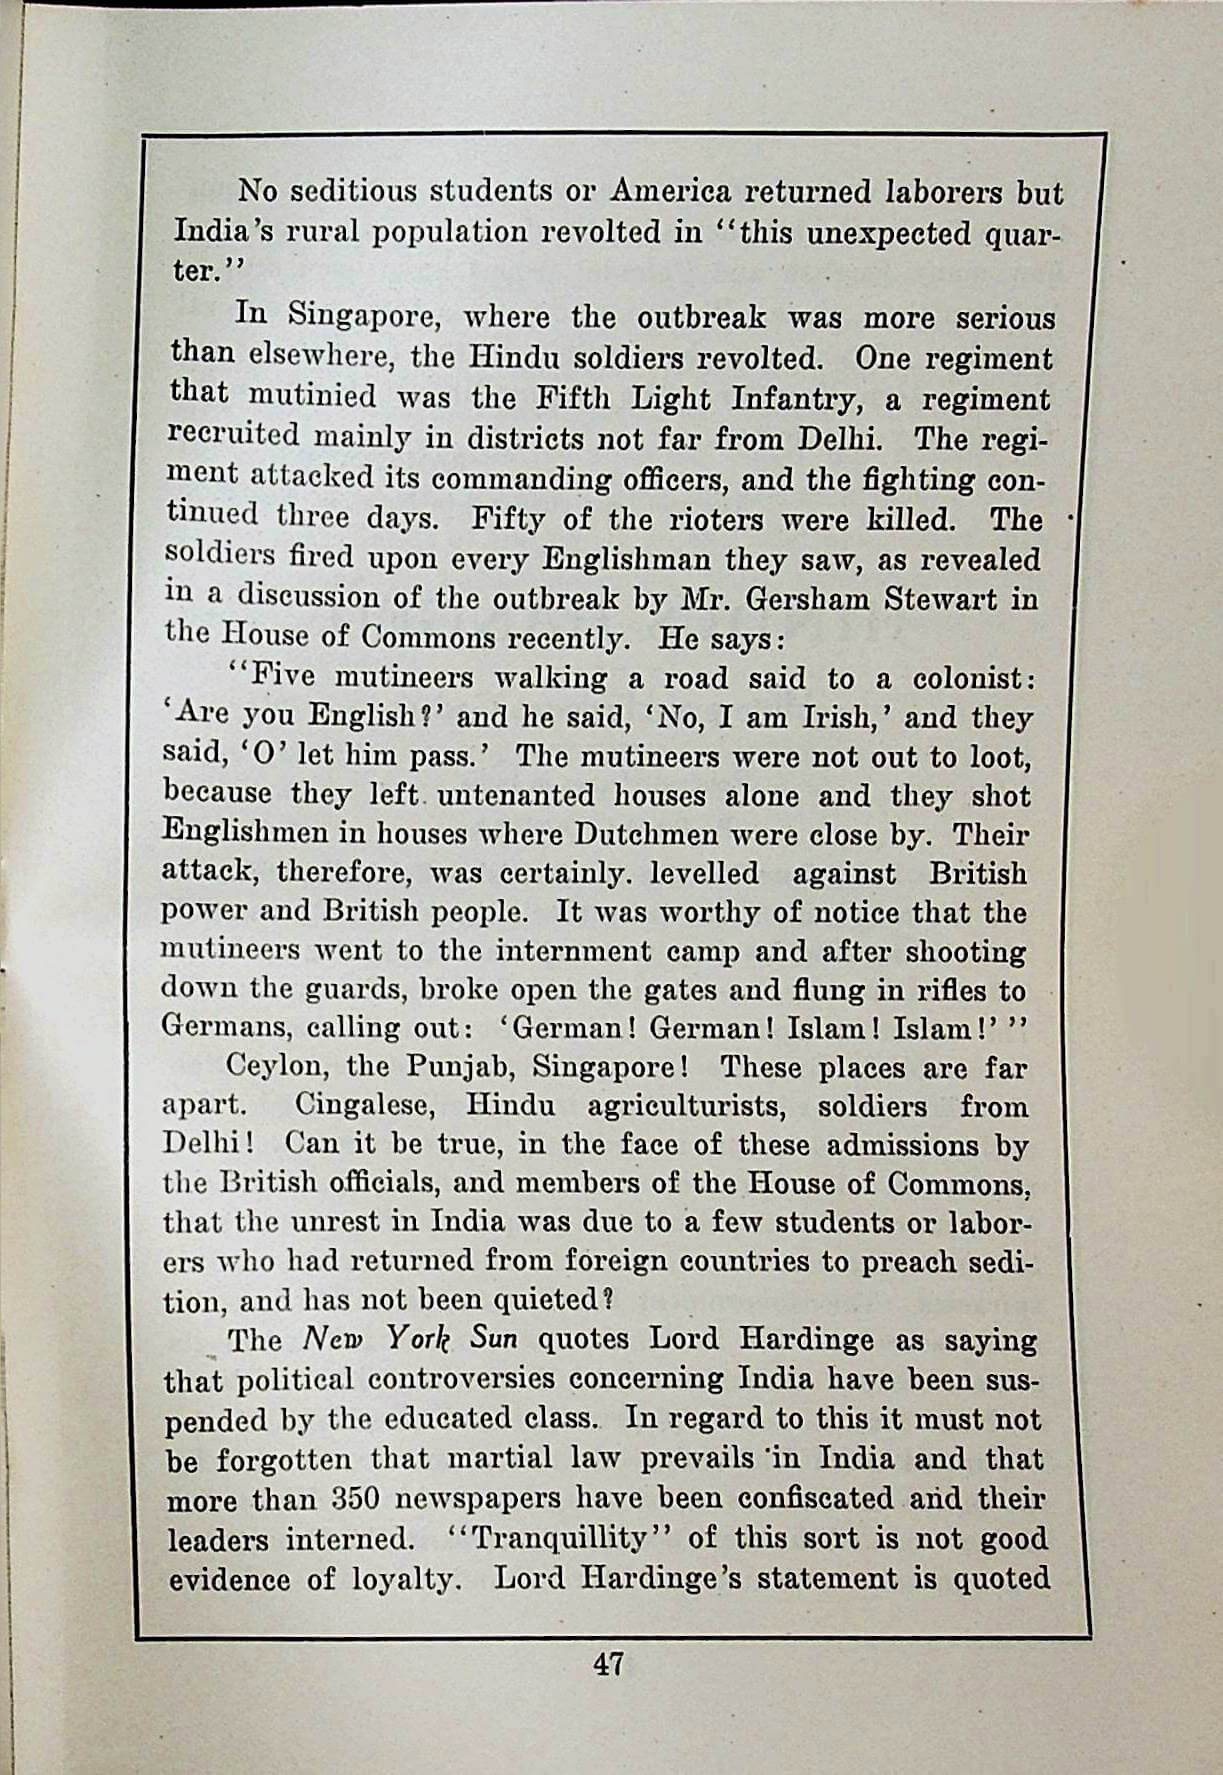 No seditious students or America returned laborers but
India's rural population revolted in "this unexpected quar-
ter."
In Singapore, where the outbreak was more serious
than elsewhere, the Hindu soldiers revolted. One regiment
that mutinied was the Fifth Light Infantry, a regiment
recruited mainly in districts not far from Delhi. The regi-
ment attacked its commanding officers, and the fighting con-
tinued three days. Fifty of the rioters were killed. The
soldiers fired upon every Englishman they saw, as revealed
in a discussion of the outbreak by Mr. Gersham Stewart in
the House of Commons recently. He says:
"Five mutineers walking a road said to a colonist:
'Are you English?' and he said, 'No, I am Irish,' and they
said, 'O' let him pass.' The mutineers were not out to loot,
because they left untenanted houses alone and they shot
Englishmen in houses where Dutchmen were close by. Their
attack, therefore, was certainly. levelled against British
power and British people. It was worthy of notice that the
mutineers went to the internment camp and after shooting
down the guards, broke open the gates and flung in rifles to
Germans, calling out: 'German! German! Islam! Islam!' "
Ceylon, the Punjab, Singapore! These places are far
apart. Cingalese, Hindu agriculturists, soldiers from
Delhi! Can it be true, in the face of these admissions by
the British officials, and members of the House of Commons,
that the unrest in India was due to a few students or labor-
ers who had returned from foreign countries to preach sedi-
tion, and has not been quieted?
The New York Sun quotes Lord Hardinge as saying
that political controversies concerning India have been sus-
pended by the educated class. In regard to this it must not
be forgotten that martial law prevails in India and that
more than 350 newspapers have been confiscated and their
leaders interned. "Tranquillity" of this sort is not good
evidence of loyalty. Lord Hardinge's statement is quoted
47